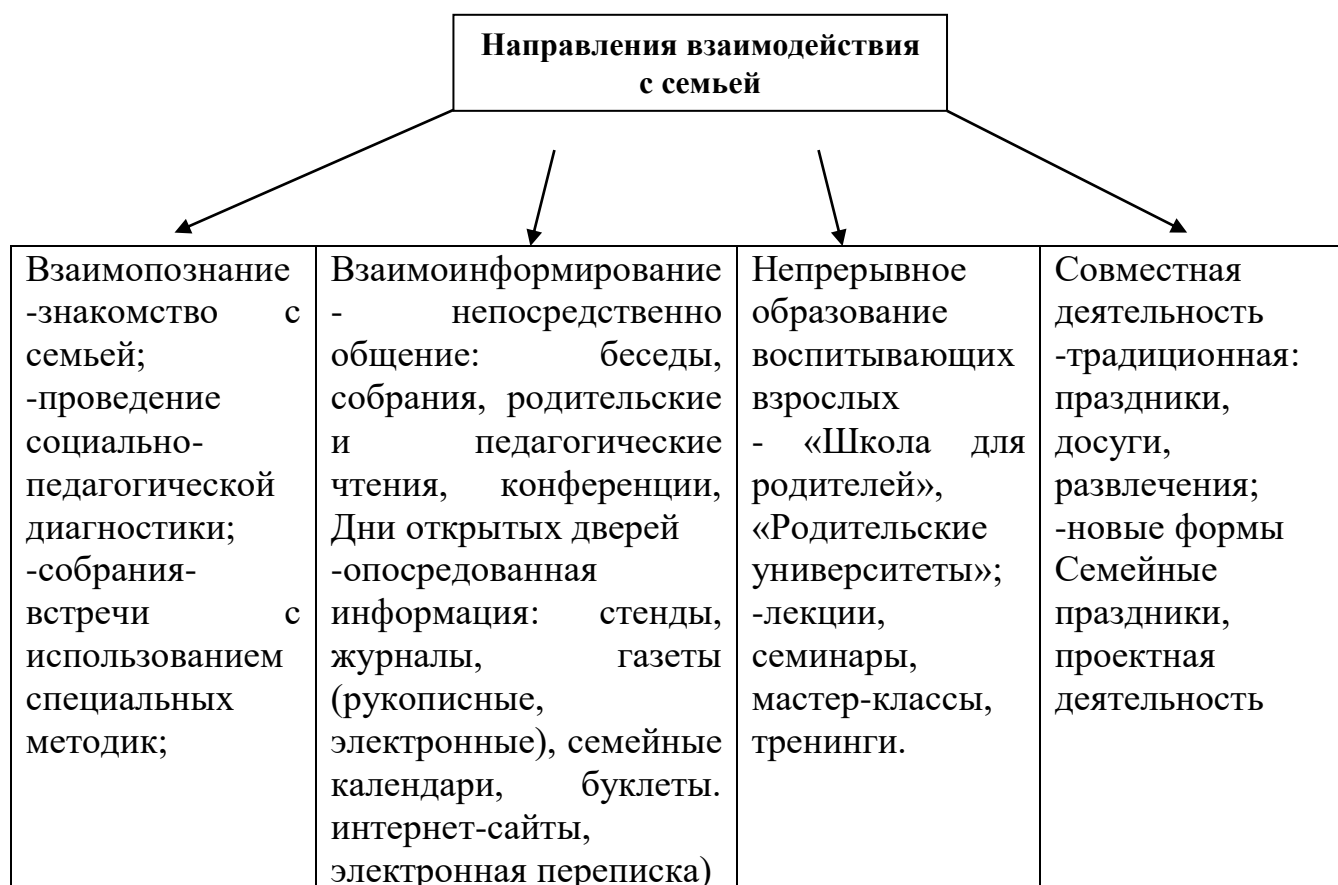 Направления взаимодействия
с семьей
Взаимопознание
-знакомство с
семьей;
-проведение
социально-
педагогической
диагностики;
-собрания-
встречи с
использованием
специальных
методик;
Взаимоинформирование
- непосредственно
общение: беседы,
собрания, родительские
и педагогические
чтения, конференции,
Дни открытых дверей
-опосредованная
информация: стенды,
журналы, газеты
(рукописные,
электронные), семейные
календари, буклеты.
интернет-сайты,
электронная переписка)
Непрерывное
образование
воспитывающих
взрослых
- «Школа для
родителей»,
«Родительские
университеты»;
-лекции,
семинары,
мастер-классы,
тренинги.
Совместная
деятельность
-традиционная:
праздники,
досуги,
развлечения;
-новые формы
Семейные
праздники,
проектная
деятельность